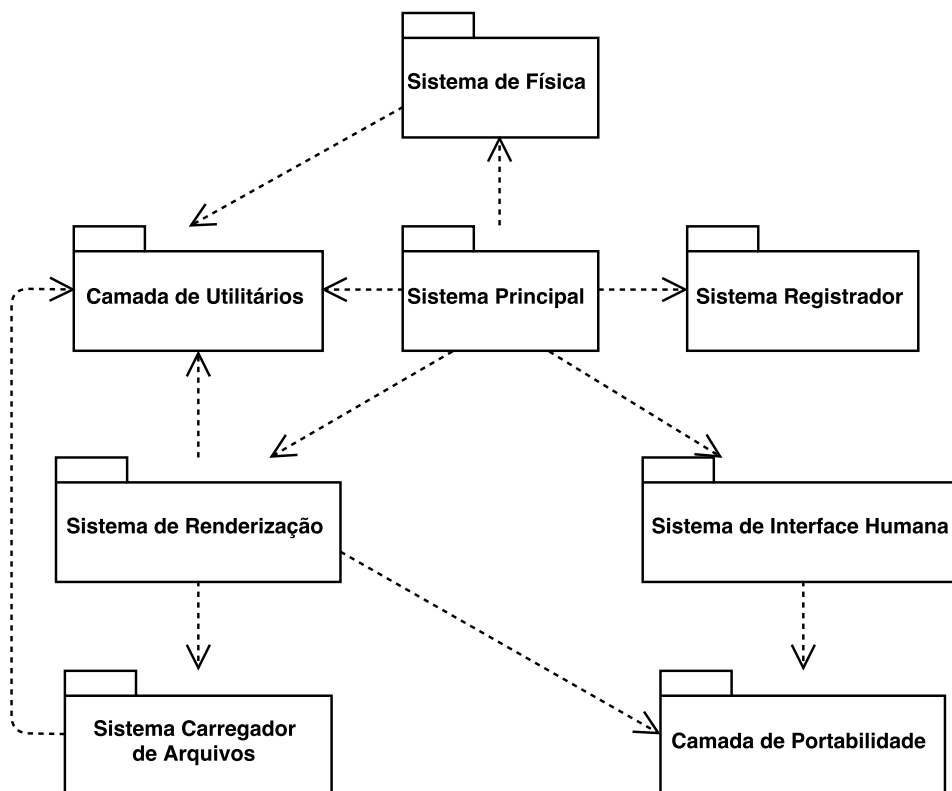 Sistema de Física
Camada de Utilitários
Sistema Principal
Sistema Registrador
Sistema de Renderização
Sistema de Interface Humana
Sistema Carregador
de Arquivos
Camada de Portabilidade